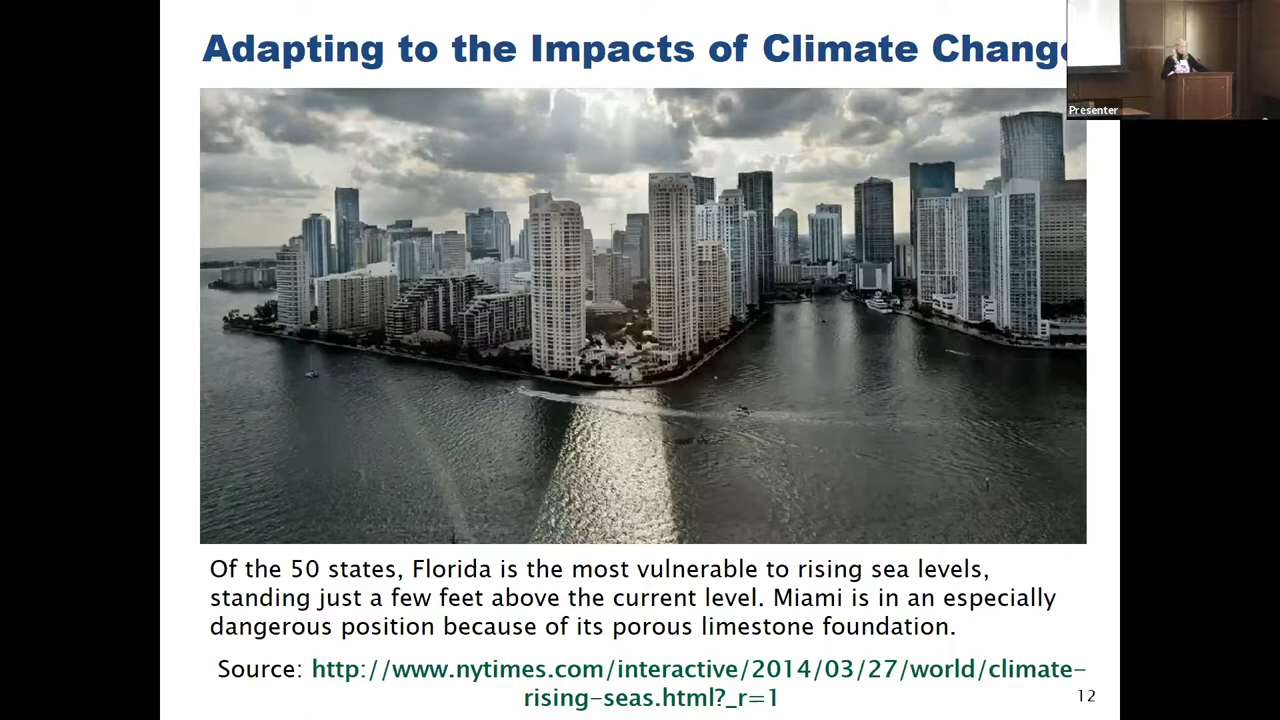 Adapting to the Impacts of Climate Change
Presenter
Of the 50 states, Florida is the most vulnerable to rising sea levels,
standing just a few feet above the current level. Miami is in an especially
dangerous position because of its porous limestone foundation.
Source: http://www.nytimes.com/interactive/2014/03/27/world/climate-
rising-seas.html?_r=1
12